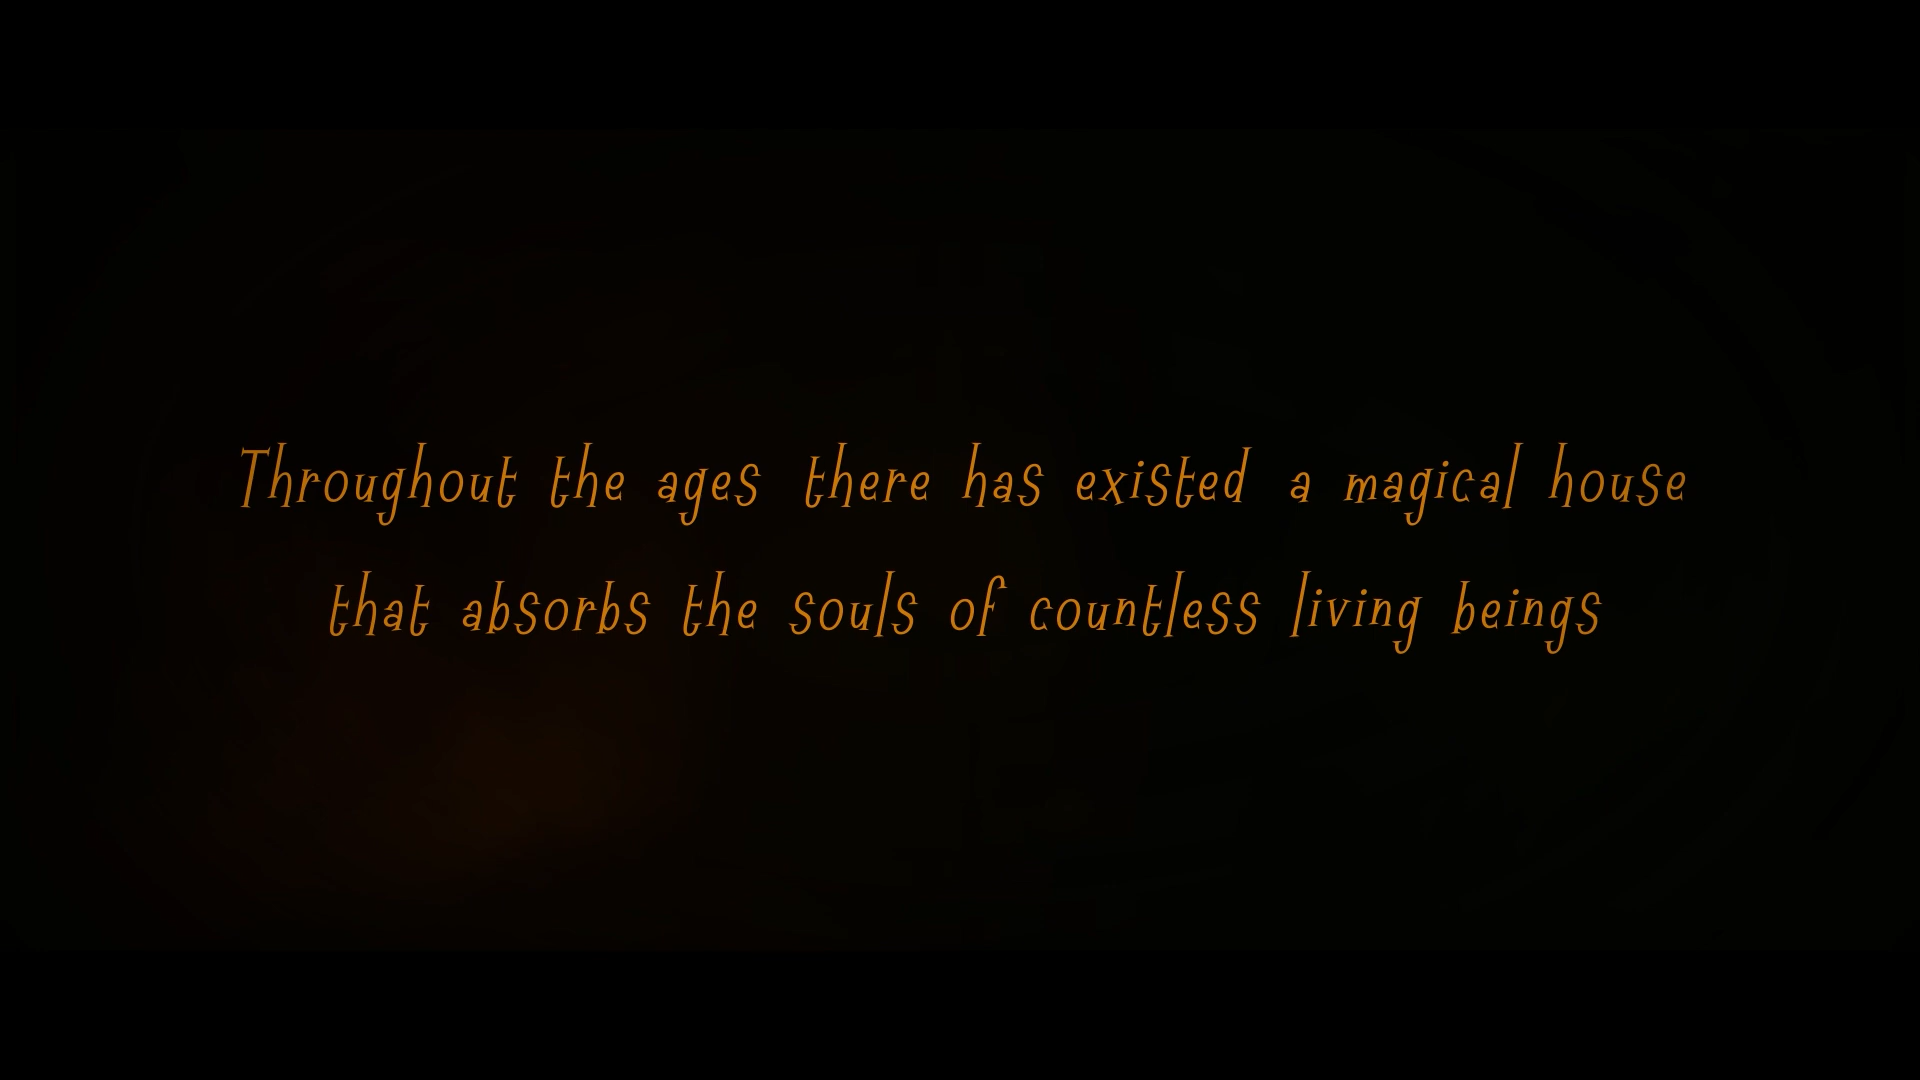 Throughout the ages there has existed a magical house
that absorbs the souls of countless living beings